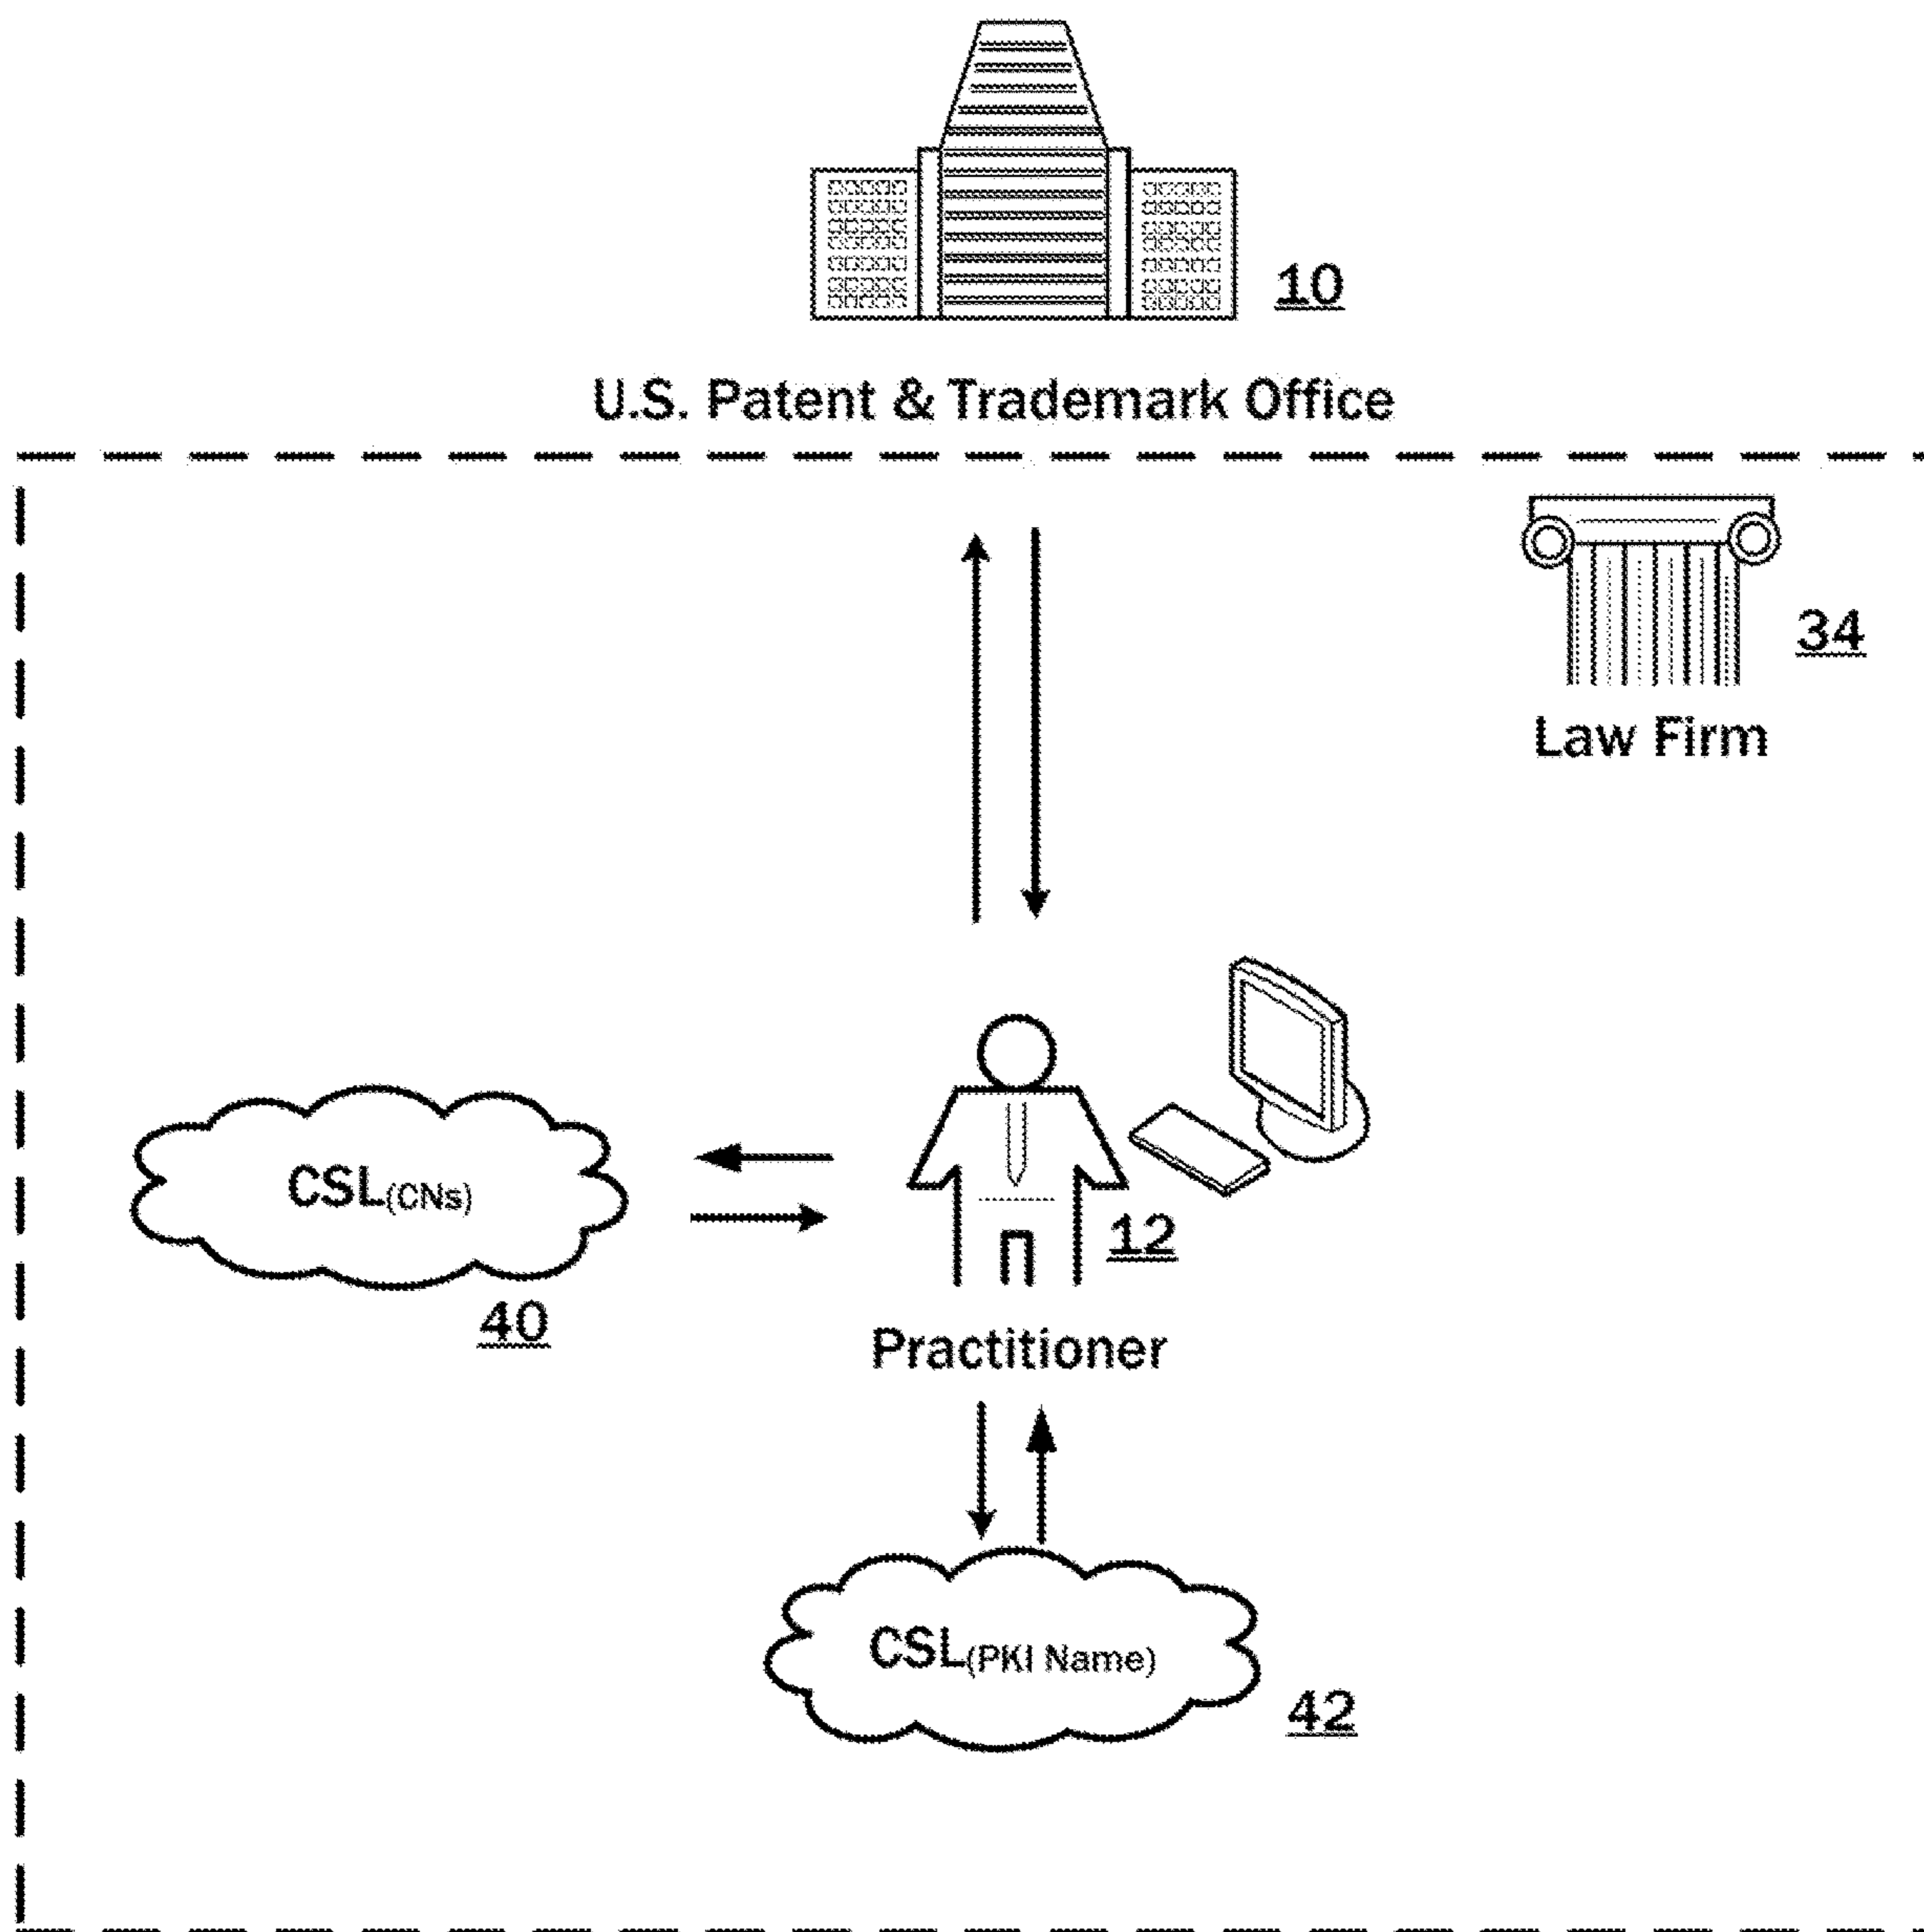 10
U.S. Patent & Trademark Office
34
Law Firm
CSL(CNs)
12
40
Practitioner
CSL(PKI Name)
42